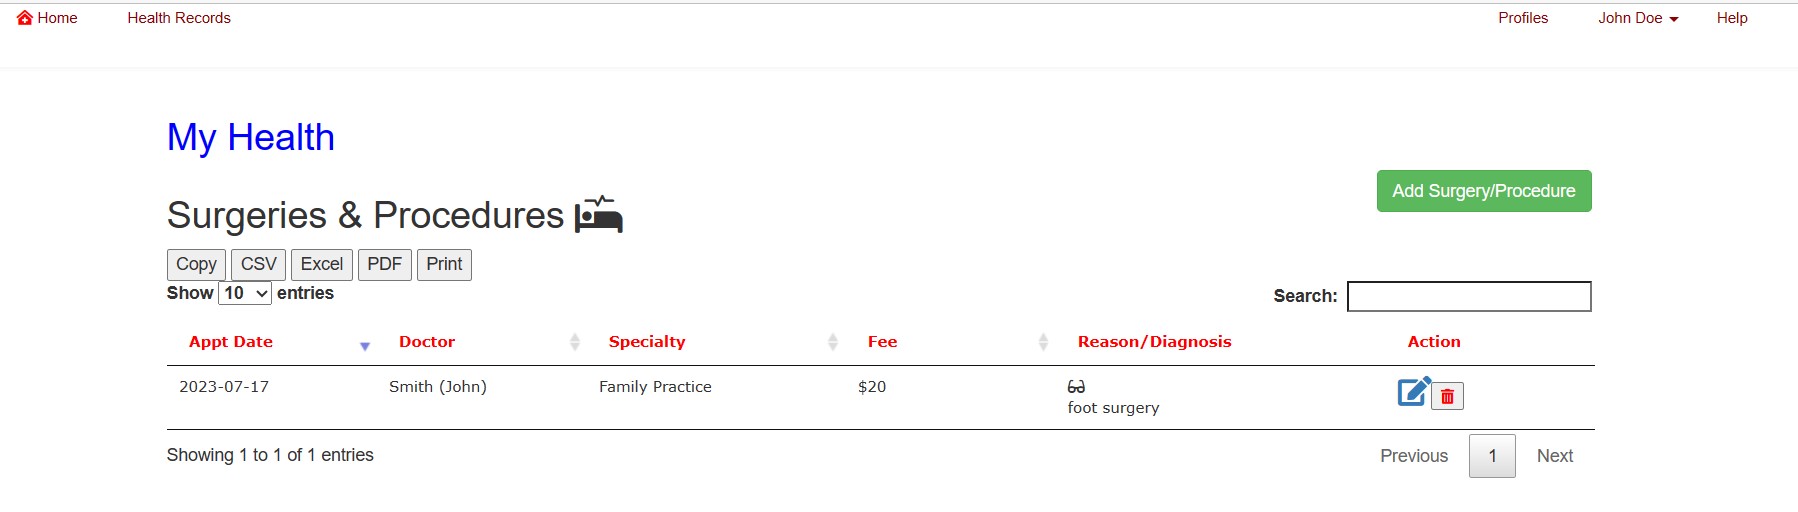 Home Health Records Profiles John Doe Help
My Health
Add Surgery/Procedure
Surgeries & Procedures
Copy CSV Excel PDF Print
Show 10 entries Search:
Appt Date Doctor Specialty Fee Reason/Diagnosis Action
2023-07-17 Smith (John) Family Practice $20
foot surgery
Showing 1 to 1 of 1 entries Previous 1 Next